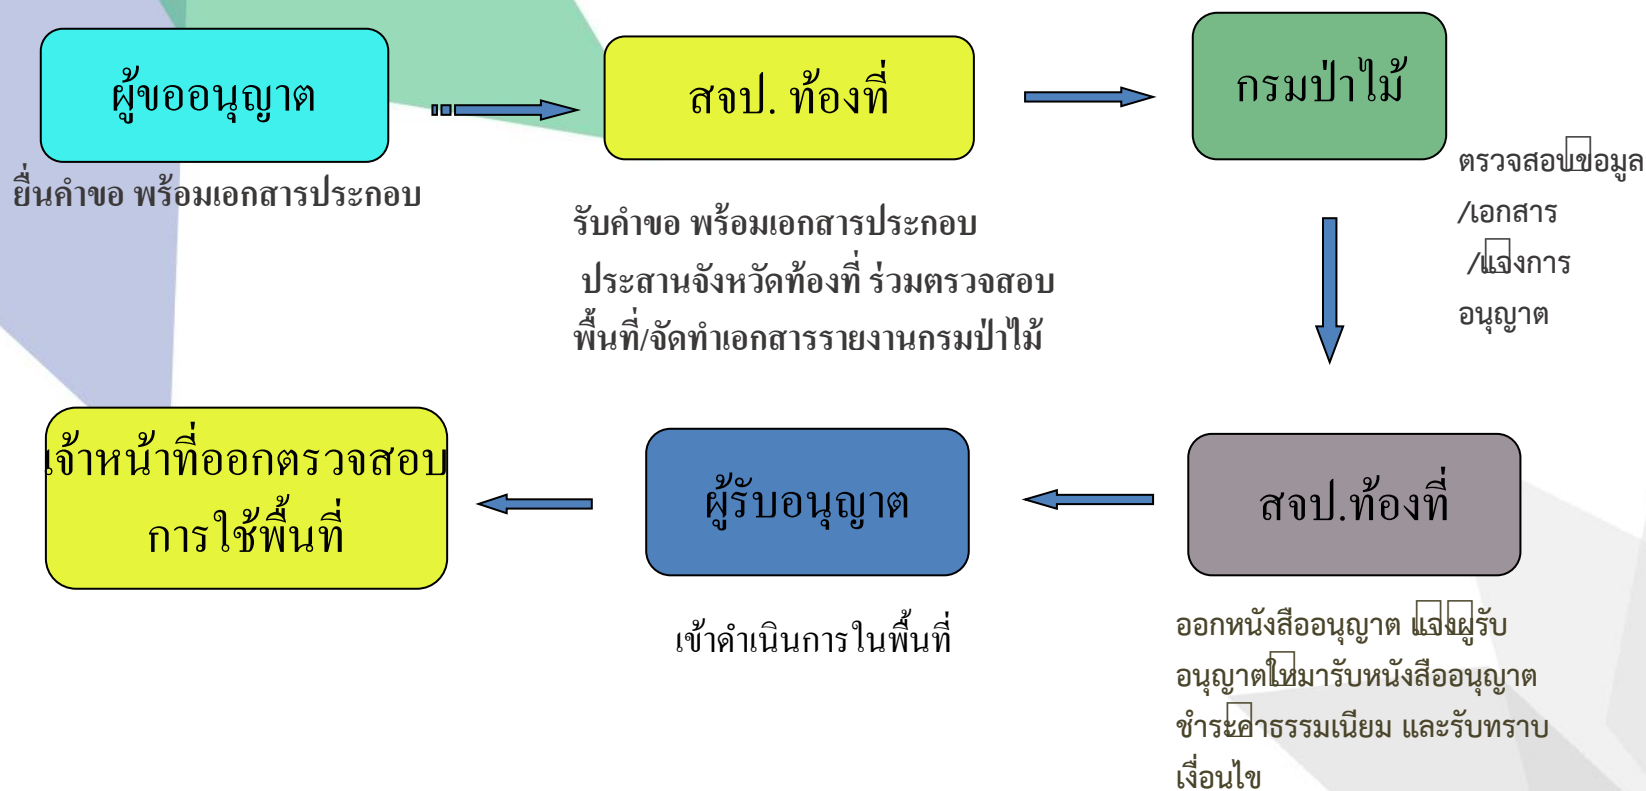 ผู้ขออนุญาต
ยื่นคำขอ พร้อมเอกสารประกอบ
สจป. ท้องที่
รับคำขอ พร้อมเอกสารประกอบ
ประสานจังหวัดท้องที่ ร่วมตรวจสอบ
พื้นที่/จัดทำเอกสารรายงานกรมป่าไม้
กรมป่าไม้
ตรวจสอบข้อมูล
/เอกสาร
/แจ้งการ
อนุญาต
สจป.ท้องที่
ออกหนังสืออนุญาต แจ้งผู้รับ
อนุญาตให้มารับหนังสืออนุญาต
ชำระค่าธรรมเนียม และรับทราบ
เงื่อนไข
ผู้รับอนุญาต
เข้าดำเนินการในพื้นที่
เจ้าหน้าที่ออกตรวจสอบ
การใช้พื้นที่